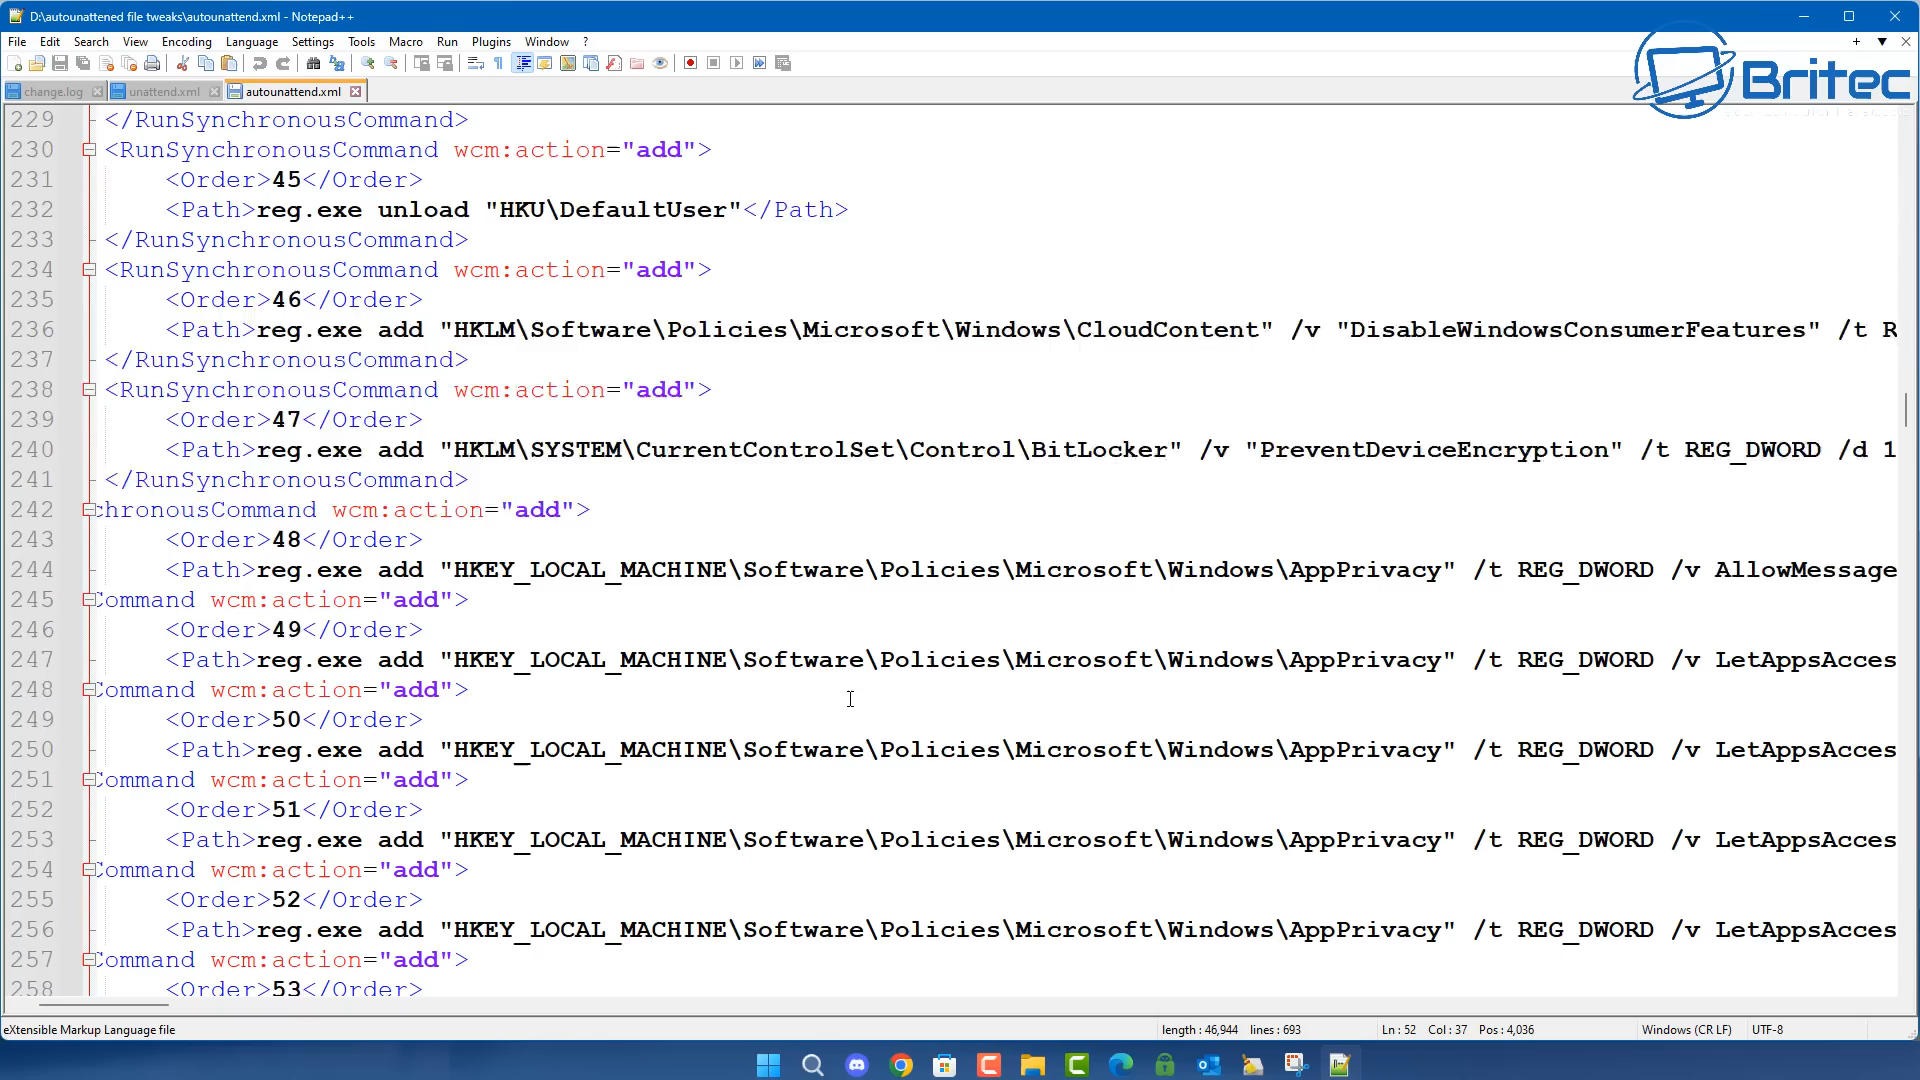 D:\autounattened file tweaks\autounattend.xml - Notepad++
File Edit Search View Encoding Language Settings Tools Macro Run Plugins Window ?
change.log unattend.xml autounattend.xml
Britec
229 </RunSynchronousCommand>
230 <RunSynchronousCommand wcm:action="add">
231 <Order>45</Order>
232 <Path>reg.exe unload "HKU\DefaultUser"</Path>
233 </RunSynchronousCommand>
234 <RunSynchronousCommand wcm:action="add">
235 <Order>46</Order>
236 <Path>reg.exe add "HKLM\Software\Policies\Microsoft\Windows\CloudContent" /v "DisableWindowsConsumerFeatures" /t R
237 </RunSynchronousCommand>
238 <RunSynchronousCommand wcm:action="add">
239 <Order>47</Order>
240 <Path>reg.exe add "HKLM\SYSTEM\CurrentControlSet\Control\BitLocker" /v "PreventDeviceEncryption" /t REG_DWORD /d 1
241 </RunSynchronousCommand>
242 chronousCommand wcm:action="add">
243 <Order>48</Order>
244 <Path>reg.exe add "HKEY_LOCAL_MACHINE\Software\Policies\Microsoft\Windows\AppPrivacy" /t REG_DWORD /v AllowMessage
245 Command wcm:action="add">
246 <Order>49</Order>
247 <Path>reg.exe add "HKEY_LOCAL_MACHINE\Software\Policies\Microsoft\Windows\AppPrivacy" /t REG_DWORD /v LetAppsAcces
248 Command wcm:action="add">
249 <Order>50</Order>
250 <Path>reg.exe add "HKEY_LOCAL_MACHINE\Software\Policies\Microsoft\Windows\AppPrivacy" /t REG_DWORD /v LetAppsAcces
251 Command wcm:action="add">
252 <Order>51</Order>
253 <Path>reg.exe add "HKEY_LOCAL_MACHINE\Software\Policies\Microsoft\Windows\AppPrivacy" /t REG_DWORD /v LetAppsAcces
254 Command wcm:action="add">
255 <Order>52</Order>
256 <Path>reg.exe add "HKEY_LOCAL_MACHINE\Software\Policies\Microsoft\Windows\AppPrivacy" /t REG_DWORD /v LetAppsAcces
257 Command wcm:action="add">
258 <Order>53</Order>
eXtensible Markup Language file length : 46,944 lines : 693 Ln : 52 Col : 37 Pos : 4,036 Windows (CR LF) UTF-8